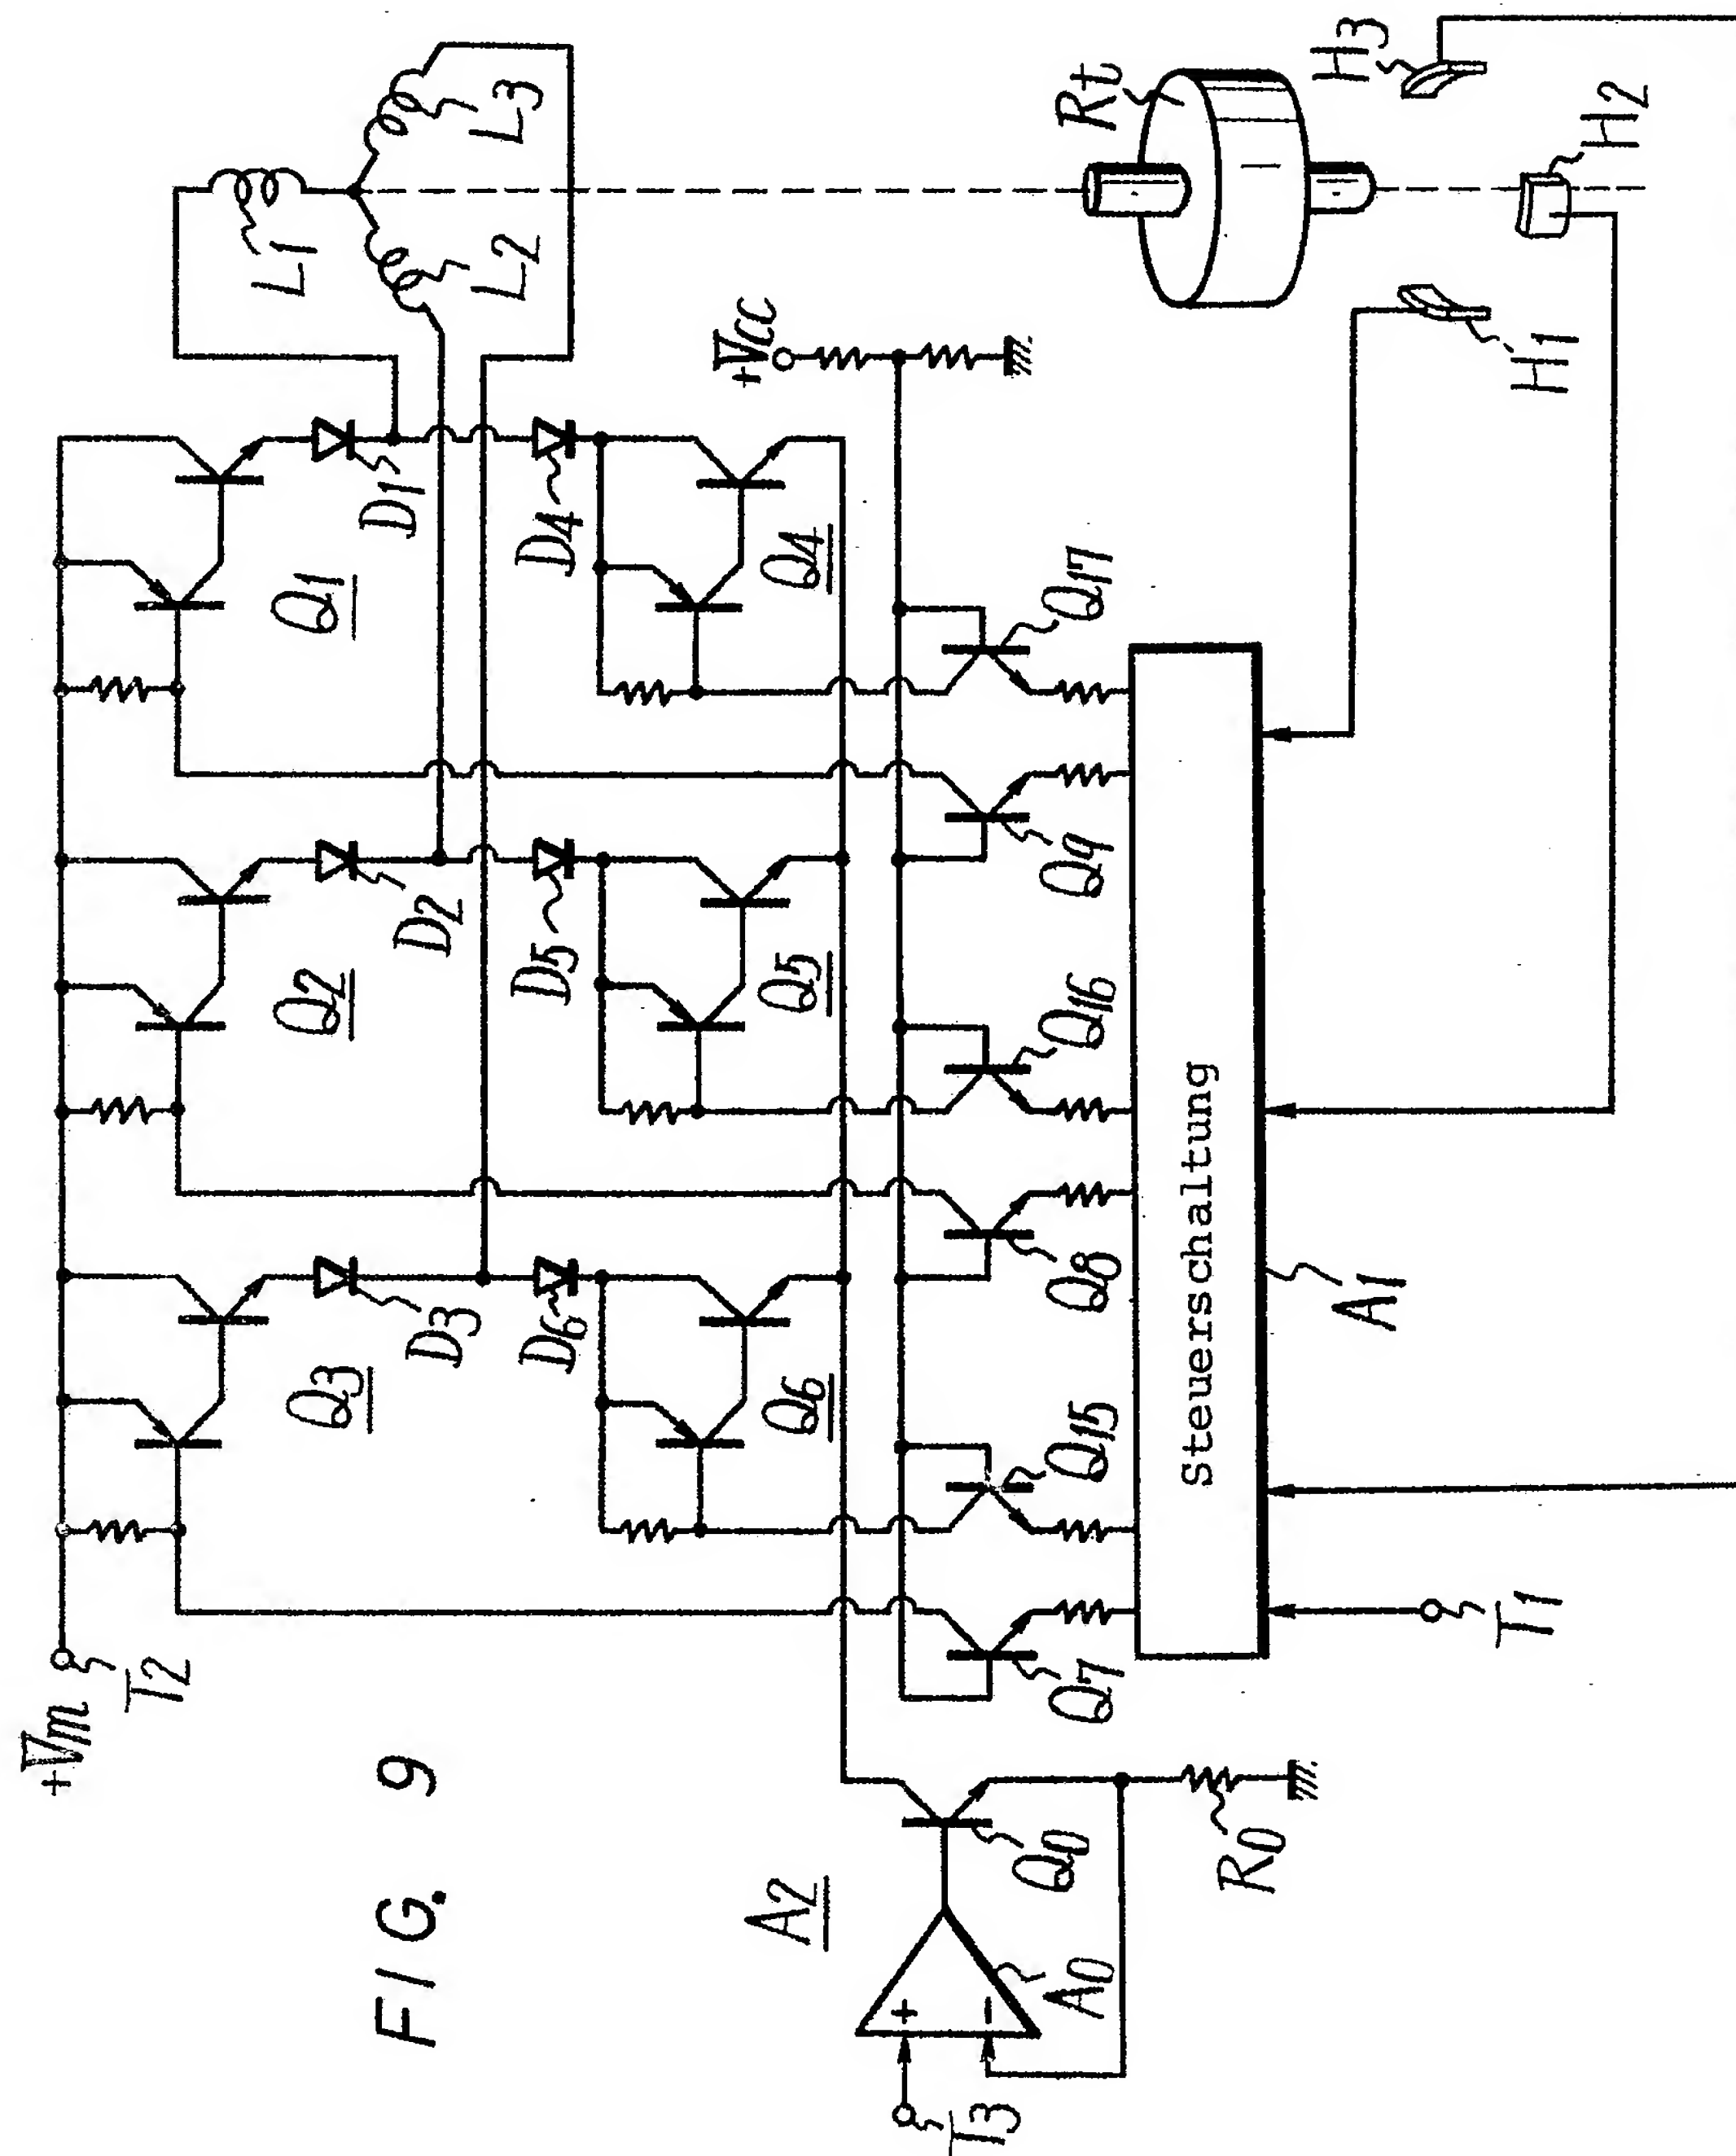 FIG. 9
+Vm
T2
Q3
Q2
Q1
D3
D2
D1
L1
L2
L3
D6
D5
D4
Q6
Q5
Q4
+Vcc
A2
A0
T3
Q0
R0
Q7
Q15
Q8
Q16
Q9
Q17
Rt
Steuerschaltung
A1
T1
H1
H2
H3
+
−